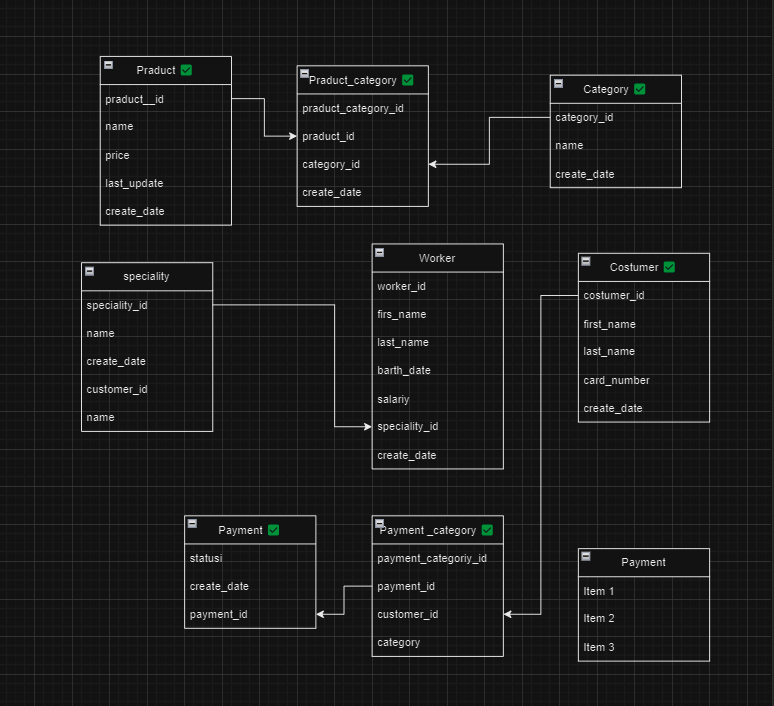 Praduct ✅
praduct__id
name
price
last_update
create_date
Praduct_category ✅
praduct_category_id
praduct_id
category_id
create_date
Category ✅
category_id
name
create_date
speciality
speciality_id
name
create_date
customer_id
name
Worker
worker_id
firs_name
last_name
barth_date
salariy
speciality_id
create_date
Costumer ✅
costumer_id
first_name
last_name
card_number
create_date
Payment ✅
statusi
create_date
payment_id
Payment _category ✅
payment_categoriy_id
payment_id
customer_id
category
Payment
Item 1
Item 2
Item 3